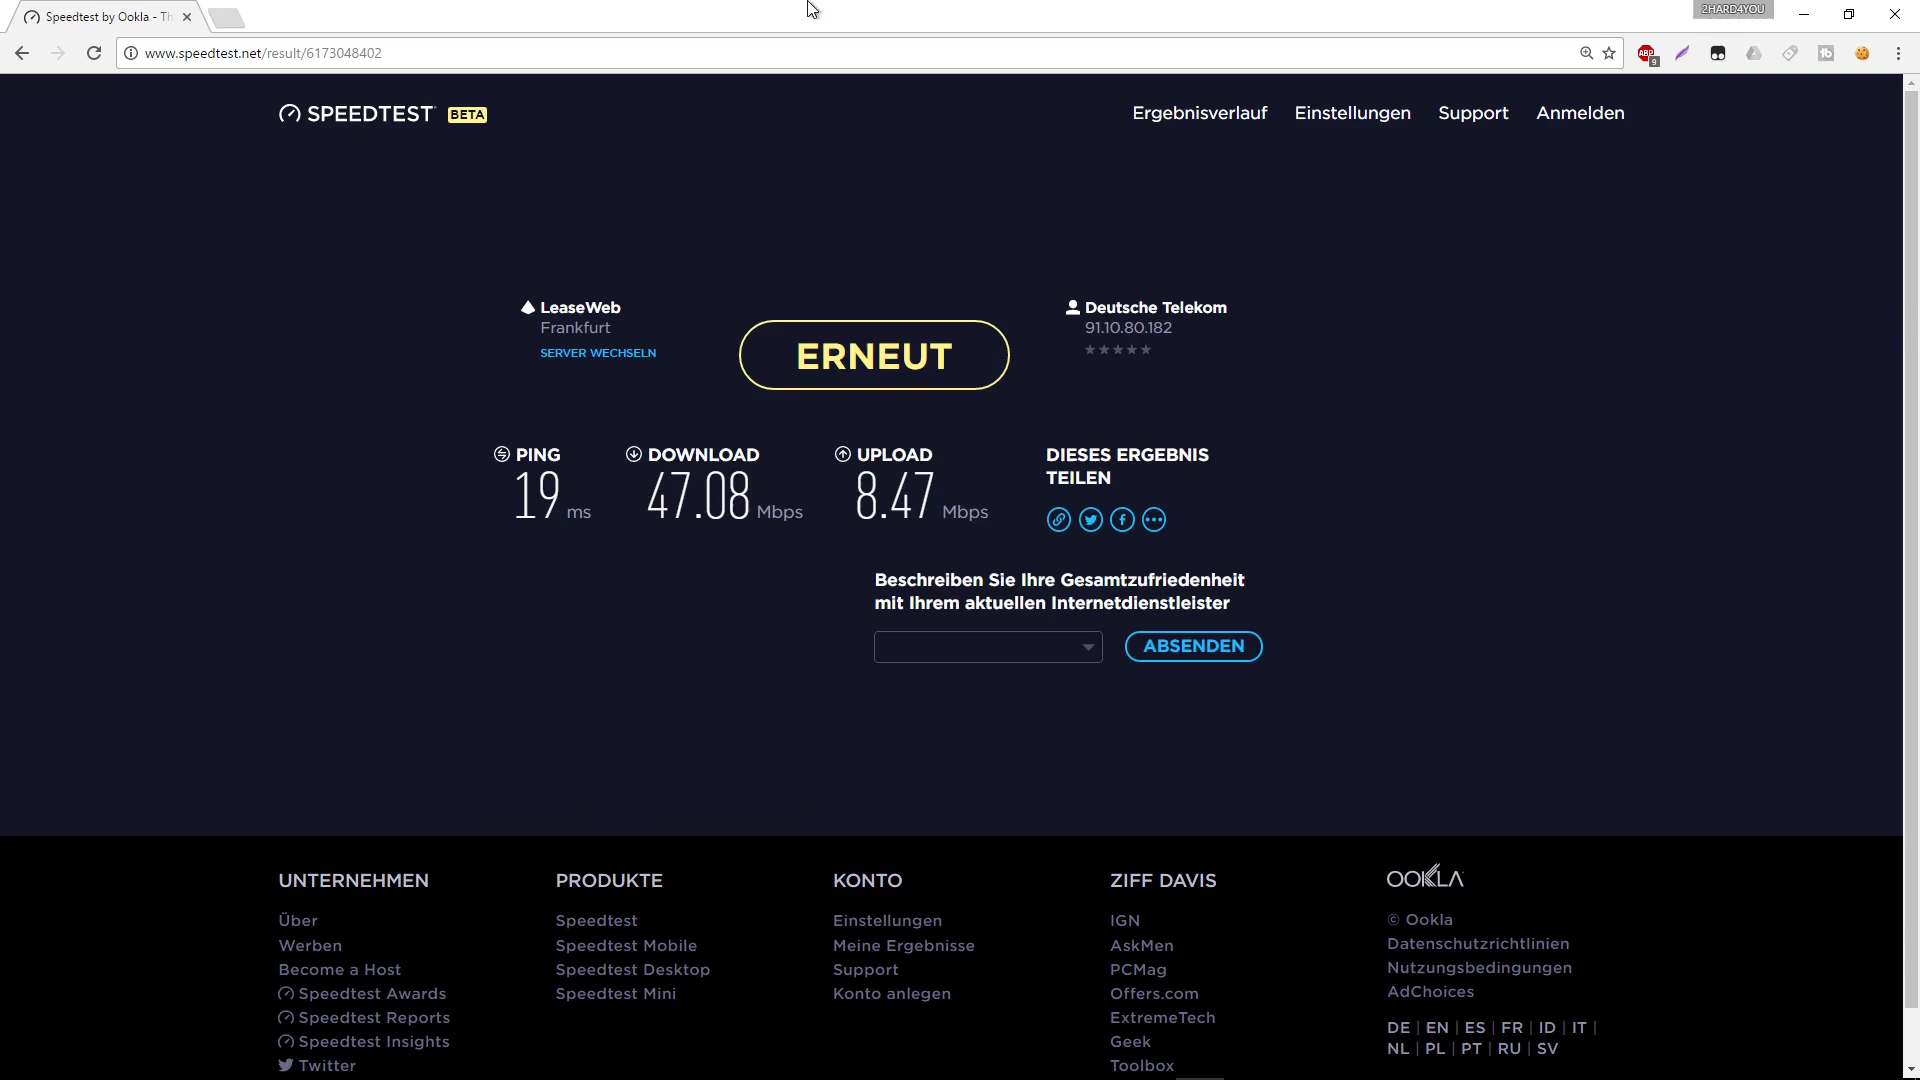 Speedtest by Ookla - Th
2HARD4YOU
www.speedtest.net/result/6173048402
ABP
9
SPEEDTEST BETA
Ergebnisverlauf
Einstellungen
Support
Anmelden
LeaseWeb
Frankfurt
SERVER WECHSELN
ERNEUT
Deutsche Telekom
91.10.80.182
PING
19 ms
DOWNLOAD
47.08 Mbps
UPLOAD
8.47 Mbps
DIESES ERGEBNIS
TEILEN
Beschreiben Sie Ihre Gesamtzufriedenheit
mit Ihrem aktuellen Internetdienstleister
ABSENDEN
UNTERNEHMEN
Über
Werben
Become a Host
Speedtest Awards
Speedtest Reports
Speedtest Insights
Twitter
PRODUKTE
Speedtest
Speedtest Mobile
Speedtest Desktop
Speedtest Mini
KONTO
Einstellungen
Meine Ergebnisse
Support
Konto anlegen
ZIFF DAVIS
IGN
AskMen
PCMag
Offers.com
ExtremeTech
Geek
Toolbox
OOKLA
© Ookla
Datenschutzrichtlinien
Nutzungsbedingungen
AdChoices
DE | EN | ES | FR | ID | IT |
NL | PL | PT | RU | SV